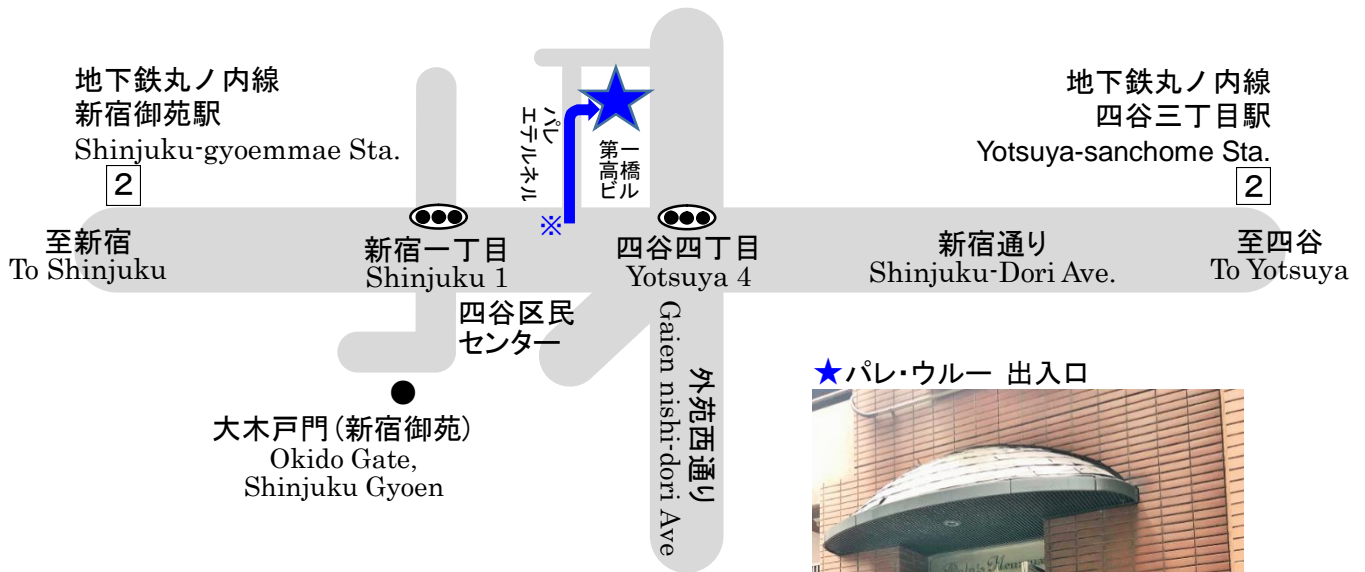 地下鉄丸ノ内線
新宿御苑駅
Shinjuku-gyoemmae Sta.
2
地下鉄丸ノ内線
四谷三丁目駅
Yotsuya-sanchome Sta.
2
パレ
エテルネル
第一
高橋
ビル
※
至新宿
To Shinjuku
新宿一丁目
Shinjuku 1
四谷四丁目
Yotsuya 4
新宿通り
Shinjuku-Dori Ave.
至四谷
To Yotsuya
四谷区民
センター
外苑西通り
Gaien nishi-dori Ave
大木戸門(新宿御苑)
Okido Gate,
Shinjuku Gyoen
★パレ・ウルー 出入口